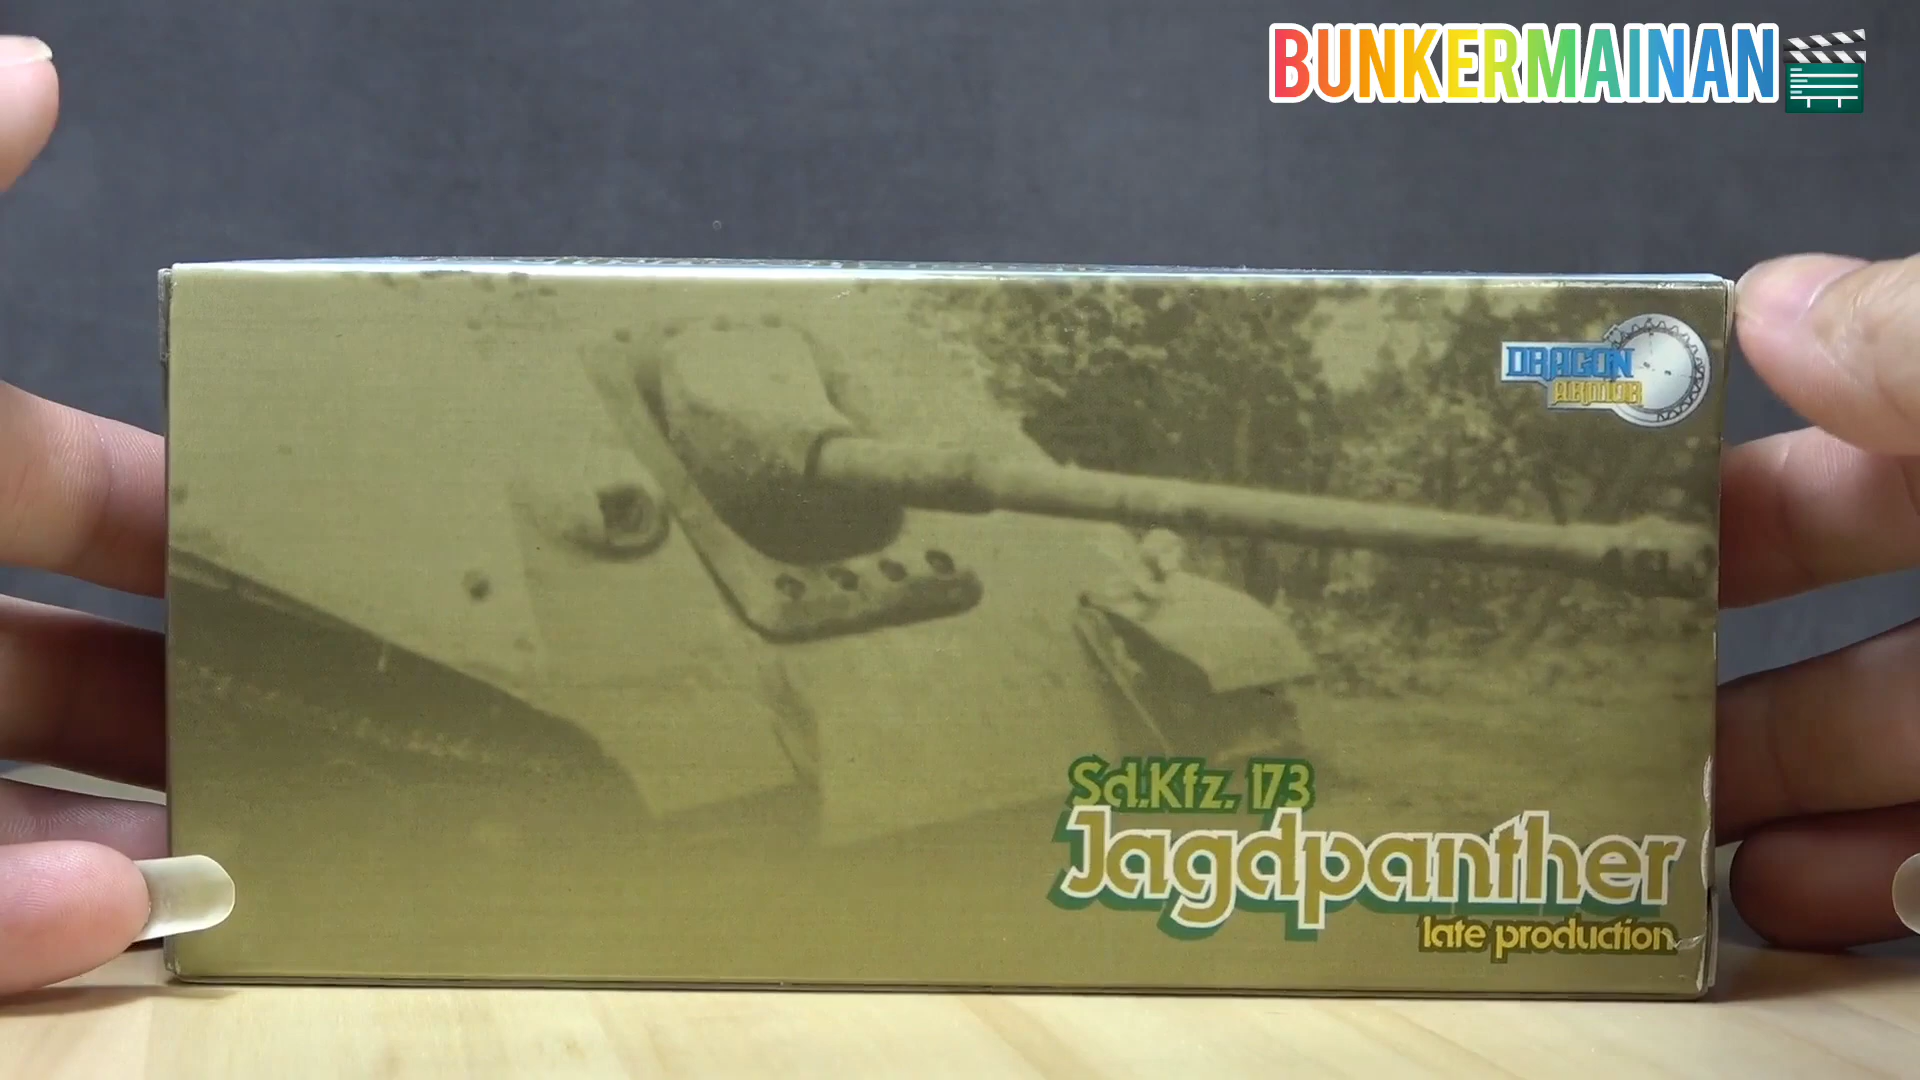 BUNKERMAINAN
DRAGON
ARMOR
Sd.Kfz. 173
Jagdpanther
late production